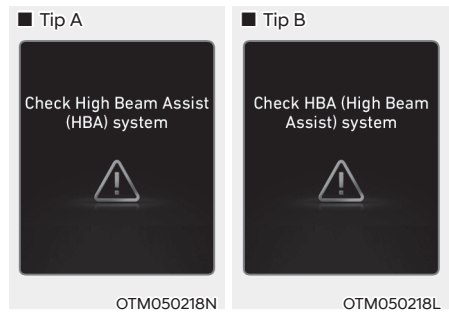 ■ Tip A
Check High Beam Assist
(HBA) system
OTM050218N
■ Tip B
Check HBA (High Beam
Assist) system
OTM050218L